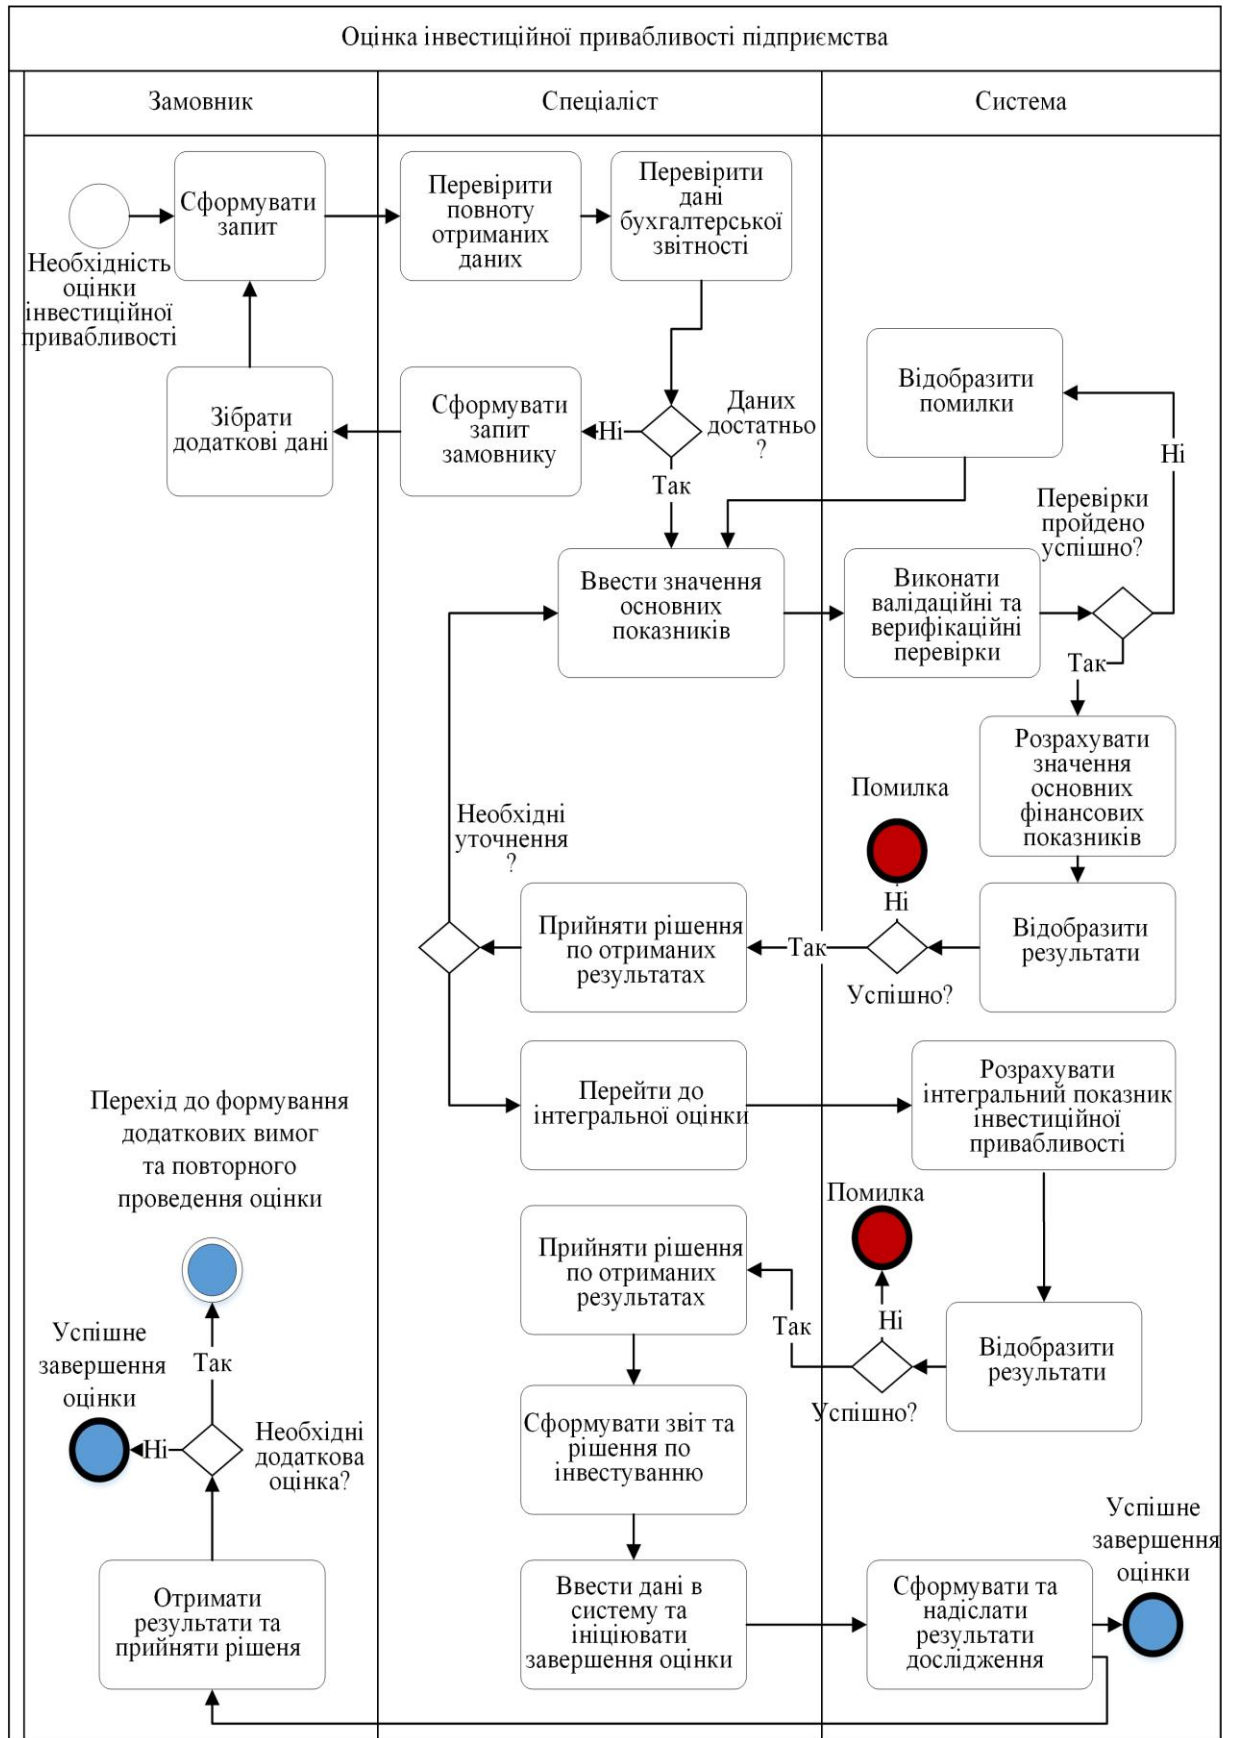 Оцінка інвестиційної привабливості підприємства
Замовник
Спеціаліст
Система
Сформувати
запит
Перевірити
повноту
отриманих
даних
Перевірити
дані
бухгалтерської
звітності
Необхідність
оцінки
інвестиційної
привабливості
Зібрати
додаткові дані
Сформувати
запит
замовнику
Ні
Даних
достатньо
?
Так
Відобразити
помилки
Ні
Перевірки
пройдено
успішно?
Ввести значення
основних
показників
Виконати
валідаційні та
верифікаційні
перевірки
Так
Розрахувати
значення
основних
фінансових
показників
Помилка
Необхідні
уточнення
?
Ні
Прийняти рішення
по отриманих
результатах
Так
Відобразити
результати
Успішно?
Перейти до
інтегральної оцінки
Розрахувати
інтегральний показник
інвестиційної
привабливості
Перехід до формування
додаткових вимог
та повторного
проведення оцінки
Помилка
Прийняти рішення
по отриманих
результатах
Так
Ні
Відобразити
результати
Успішно?
Успішне
завершення
оцінки
Так
Ні
Необхідні
додаткова
оцінка?
Сформувати звіт та
рішення по
інвестуванню
Успішне
завершення
оцінки
Отримати
результати та
прийняти рішеня
Ввести дані в
систему та
ініціювати
завершення оцінки
Сформувати та
надіслати
результати
дослідження